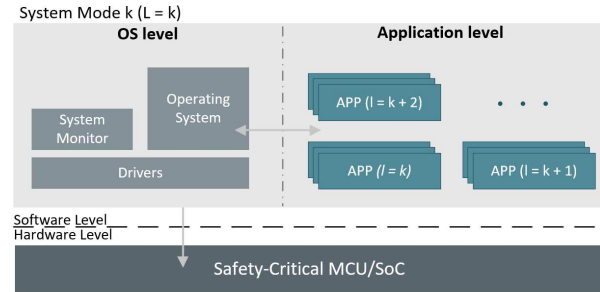 System Mode k (L = k)
OS level
Application level
Operating
System
System
Monitor
Drivers
APP (l = k + 2)
. . .
APP (l = k)
APP (l = k + 1)
Software Level
Hardware Level
Safety-Critical MCU/SoC